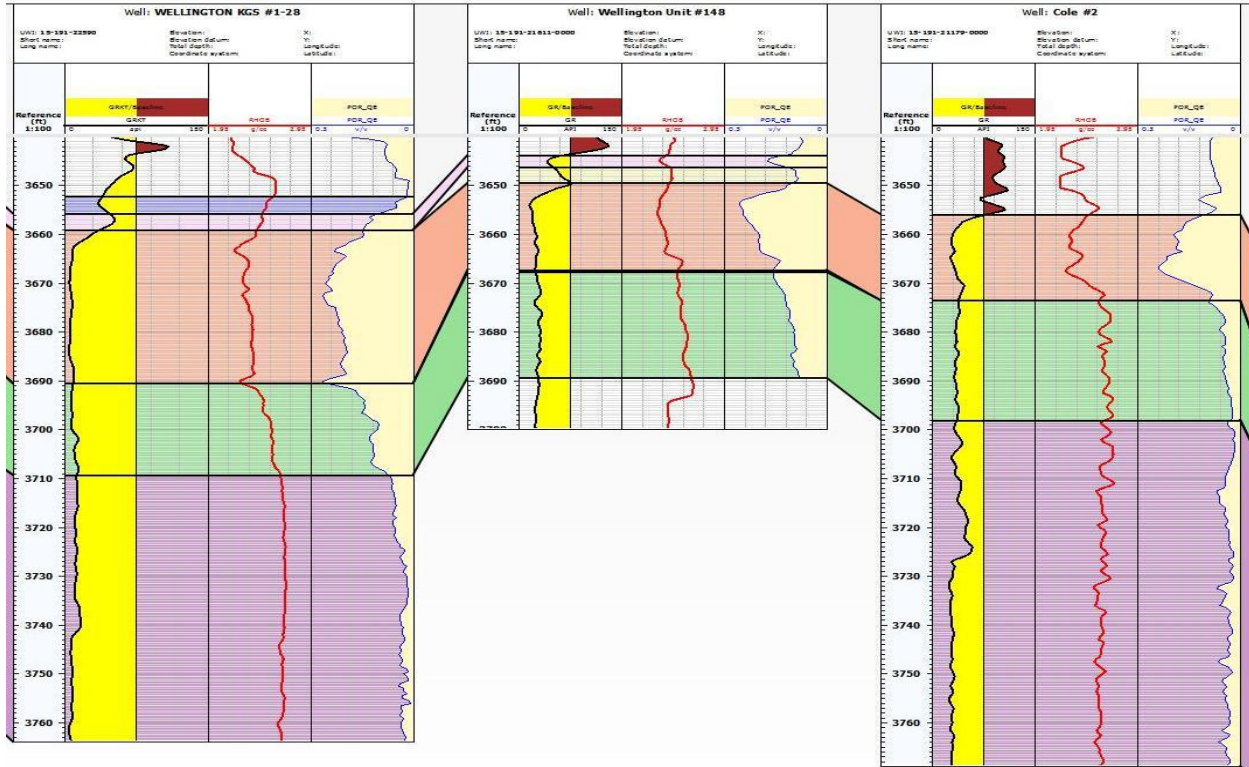 Well: WELLINGTON KGS #1-28
UWI: 15-191-22590
Short name:
Long name:
Elevation:
Elevation datum:
Total depth:
Coordinate system:
X:
Y:
Longitude:
Latitude:
Reference
(ft)
1:100
GRKT/Baseline
GRKT
0 api 150
RHOB
1.95 g/cc 2.95
POR_QE
POR_QE
0.3 v/v 0
3650
3660
3670
3680
3690
3700
3710
3720
3730
3740
3750
3760
Well: Wellington Unit #148
UWI: 15-191-21611-0000
Short name:
Long name:
Elevation:
Elevation datum:
Total depth:
Coordinate system:
X:
Y:
Longitude:
Latitude:
Reference
(ft)
1:100
GR/Baseline
GR
0 API 150
RHOB
1.95 g/cc 2.95
POR_QE
POR_QE
0.3 v/v 0
3650
3660
3670
3680
3690
3700
Well: Cole #2
UWI: 15-191-21179-0000
Short name:
Long name:
Elevation:
Elevation datum:
Total depth:
Coordinate system:
X:
Y:
Longitude:
Latitude:
Reference
(ft)
1:100
GR/Baseline
GR
0 API 150
RHOB
1.95 g/cc 2.95
POR_QE
POR_QE
0.3 v/v 0
3650
3660
3670
3680
3690
3700
3710
3720
3730
3740
3750
3760